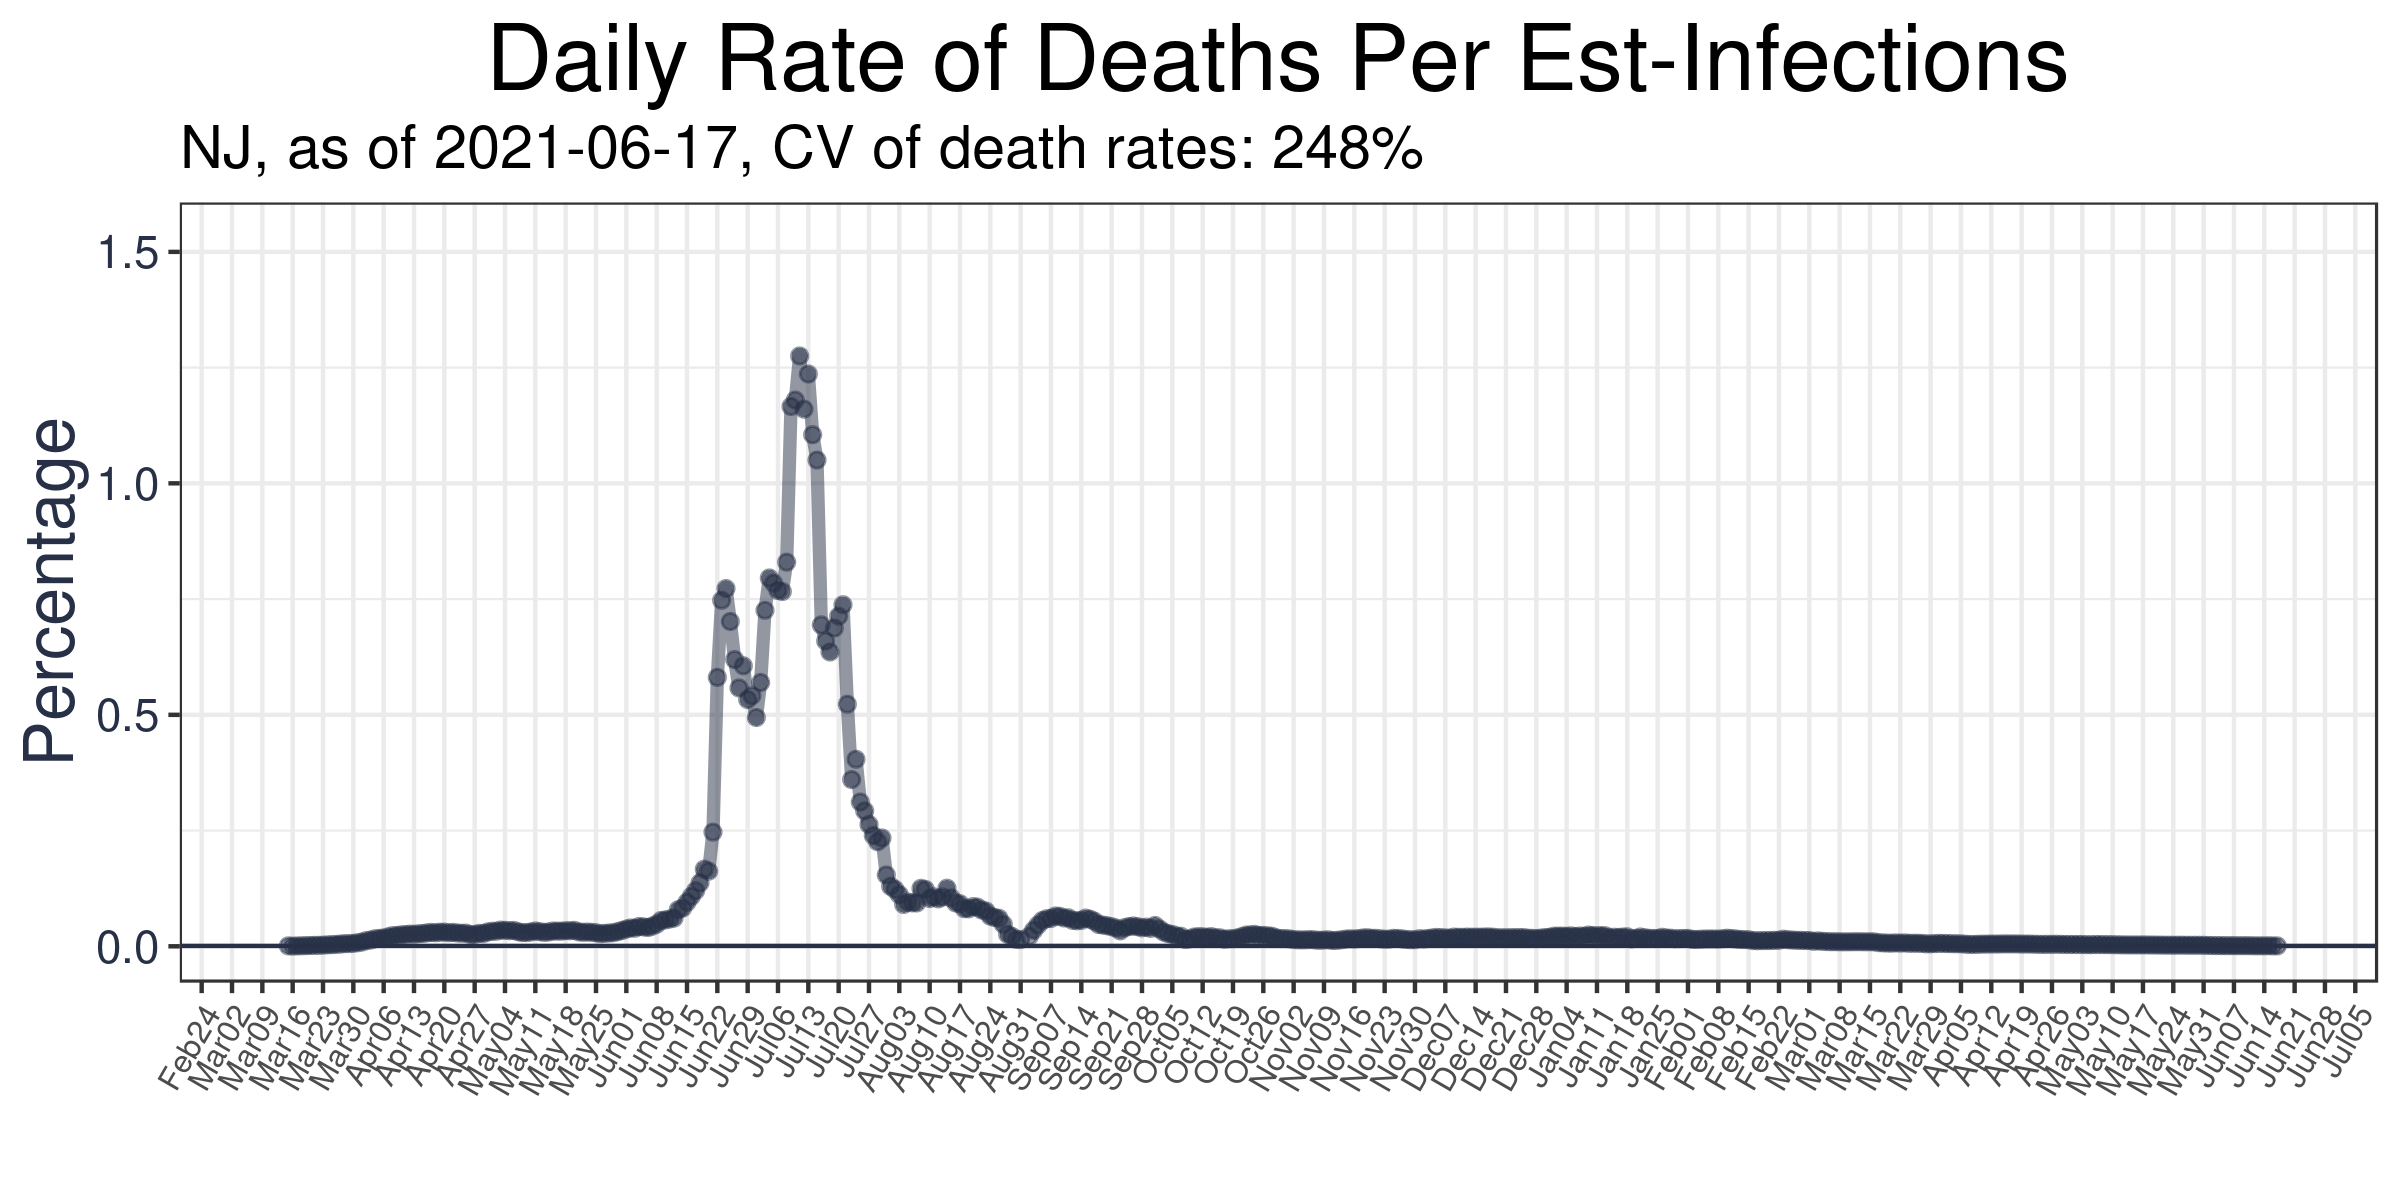 Daily Rate of Deaths Per Est-Infections
NJ, as of 2021-06-17, CV of death rates: 248%
Percentage
1.5
1.0
0.5
0.0
Feb24
Mar02
Mar09
Mar16
Mar23
Mar30
Apr06
Apr13
Apr20
Apr27
May04
May11
May18
May25
Jun01
Jun08
Jun15
Jun22
Jun29
Jul06
Jul13
Jul20
Jul27
Aug03
Aug10
Aug17
Aug24
Aug31
Sep07
Sep14
Sep21
Sep28
Oct05
Oct12
Oct19
Oct26
Nov02
Nov09
Nov16
Nov23
Nov30
Dec07
Dec14
Dec21
Dec28
Jan04
Jan11
Jan18
Jan25
Feb01
Feb08
Feb15
Feb22
Mar01
Mar08
Mar15
Mar22
Mar29
Apr05
Apr12
Apr19
Apr26
May03
May10
May17
May24
May31
Jun07
Jun14
Jun21
Jun28
Jul05